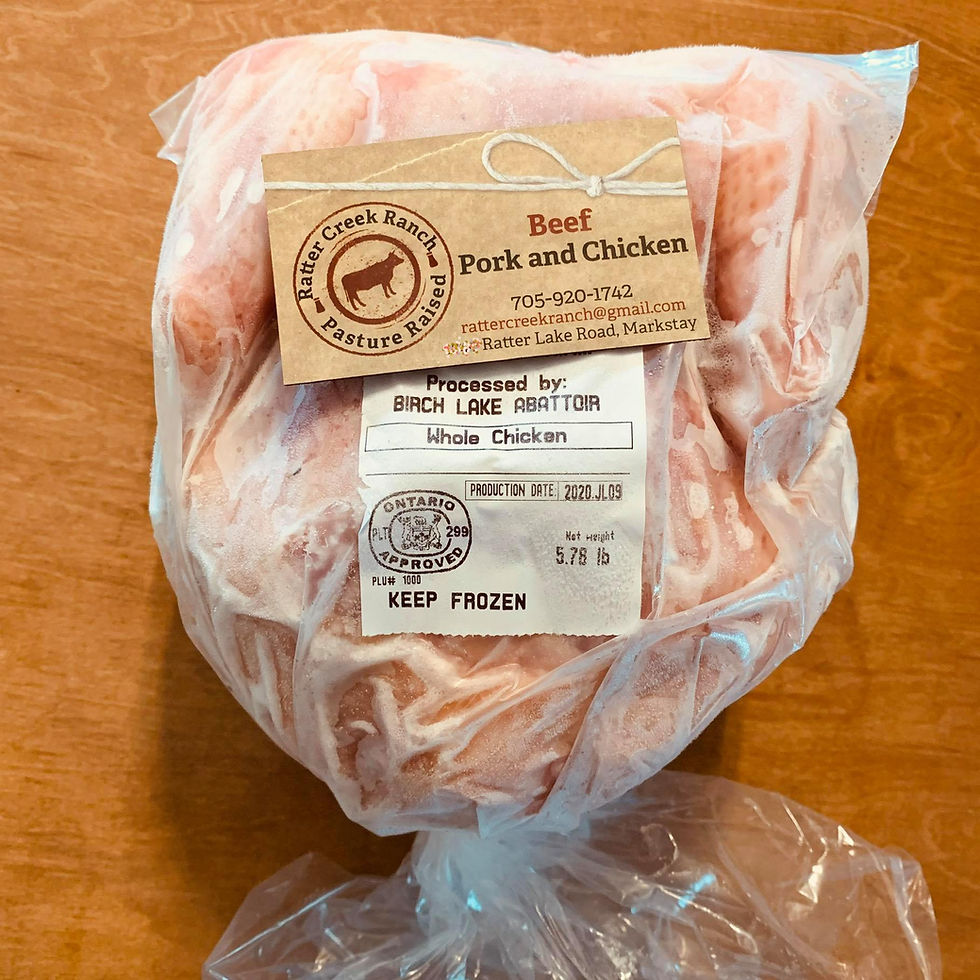 Ratter Creek Ranch
Pasture Raised
Beef
Pork and Chicken
705-920-1742
rattercreekranch@gmail.com
Ratter Lake Road, Markstay
Processed by:
BIRCH LAKE ABATTOIR
Whole Chicken
PRODUCTION DATE: 2020.JL09
ONTARIO
PLT 299
APPROVED
Net weight
5.78 lb
PLU# 1000
KEEP FROZEN